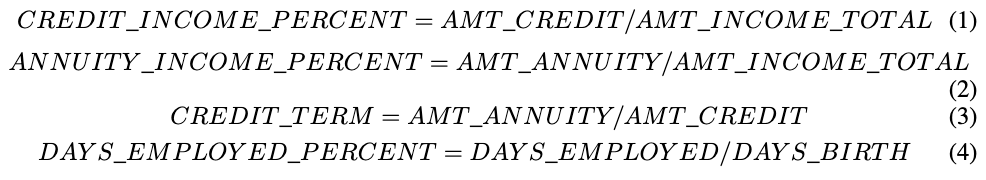 CREDIT_INCOME_PERCENT = AMT_CREDIT/AMT_INCOME_TOTAL (1)
ANNUITY_INCOME_PERCENT = AMT_ANNUITY/AMT_INCOME_TOTAL
(2)
CREDIT_TERM = AMT_ANNUITY/AMT_CREDIT (3)
DAYS_EMPLOYED_PERCENT = DAYS_EMPLOYED/DAYS_BIRTH (4)